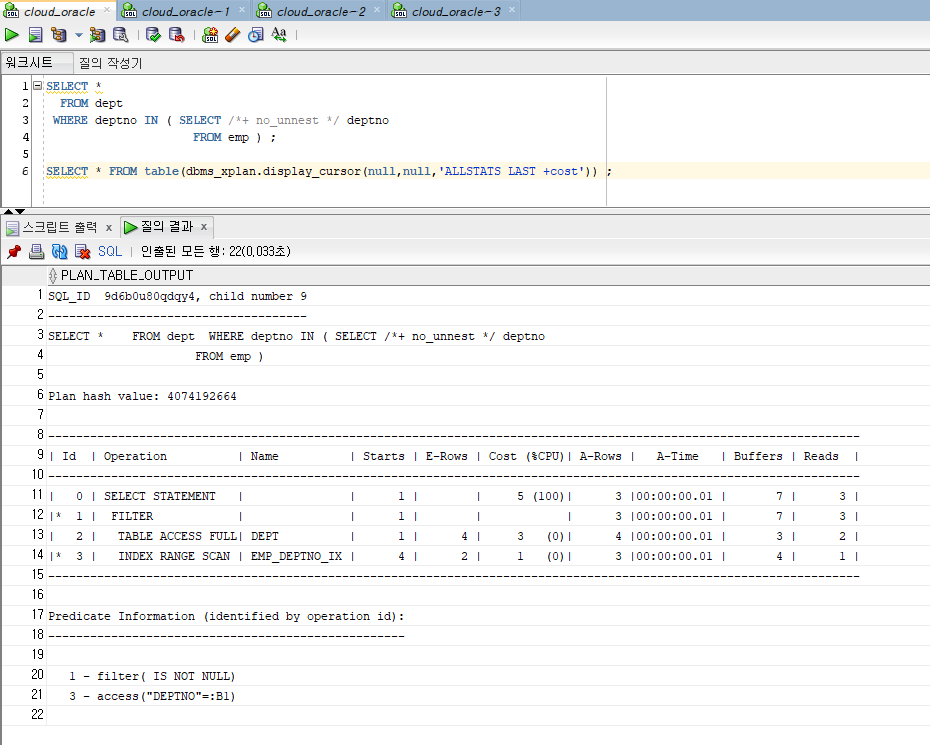 cloud_oracle × cloud_oracle-1 × cloud_oracle-2 × cloud_oracle-3 ×
워크시트 질의 작성기
1 SELECT *
2   FROM dept
3  WHERE deptno IN ( SELECT /*+ no_unnest */ deptno
4                      FROM emp ) ;
5
6 SELECT * FROM table(dbms_xplan.display_cursor(null,null,'ALLSTATS LAST +cost')) ;
스크립트 출력 × 질의 결과 ×
SQL | 인출된 모든 행: 22(0,033초)
PLAN_TABLE_OUTPUT
1 SQL_ID  9d6b0u80qdqy4, child number 9
2 -------------------------------------
3 SELECT *    FROM dept  WHERE deptno IN ( SELECT /*+ no_unnest */ deptno
4                      FROM emp )
5
6 Plan hash value: 4074192664
7
8 --------------------------------------------------------------------------------------------------------------------
9 | Id  | Operation          | Name          | Starts | E-Rows | Cost (%CPU)| A-Rows |   A-Time   | Buffers | Reads  |
10 --------------------------------------------------------------------------------------------------------------------
11 |   0 | SELECT STATEMENT   |               |      1 |        |     5 (100)|      3 |00:00:00.01 |       7 |      3 |
12 |*  1 |  FILTER            |               |      1 |        |            |      3 |00:00:00.01 |       7 |      3 |
13 |   2 |   TABLE ACCESS FULL| DEPT          |      1 |      4 |     3   (0)|      4 |00:00:00.01 |       3 |      2 |
14 |*  3 |   INDEX RANGE SCAN | EMP_DEPTNO_IX |      4 |      2 |     1   (0)|      3 |00:00:00.01 |       4 |      1 |
15 --------------------------------------------------------------------------------------------------------------------
16
17 Predicate Information (identified by operation id):
18 ---------------------------------------------------
19
20    1 - filter( IS NOT NULL)
21    3 - access("DEPTNO"=:B1)
22